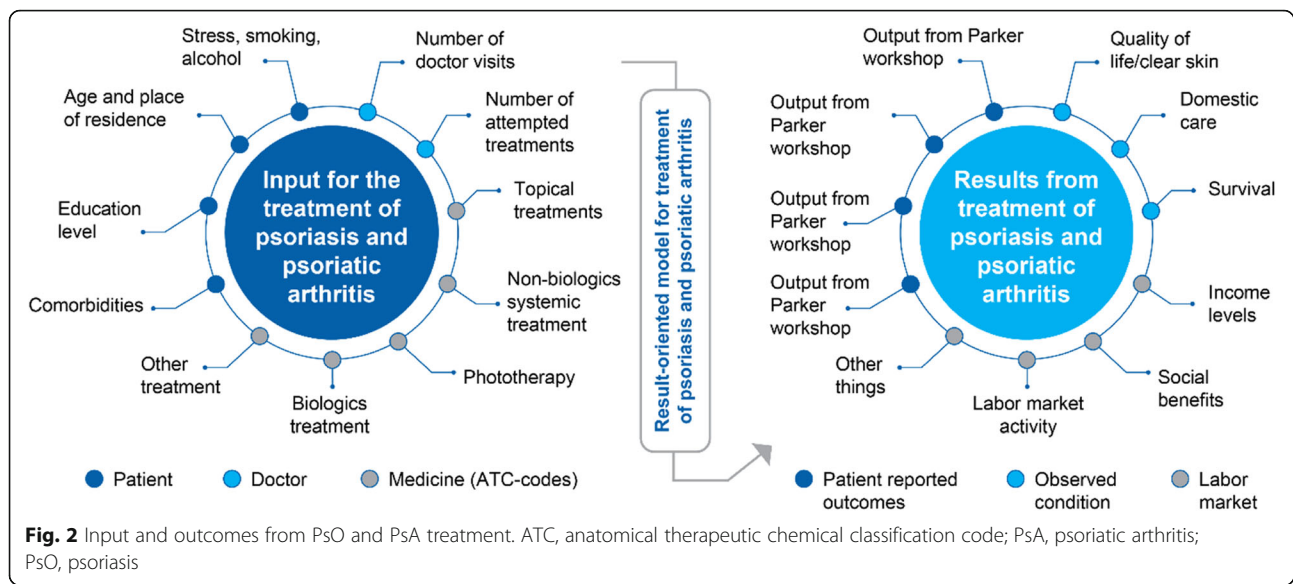 Stress, smoking,
alcohol
Number of
doctor visits
Age and place
of residence
Number of
attempted
treatments
Education
level
Topical
treatments
Comorbidities
Non-biologics
systemic
treatment
Other
treatment
Biologics
treatment
Phototherapy
Input for the
treatment of
psoriasis and
psoriatic
arthritis
Patient
Doctor
Medicine (ATC-codes)
Result-oriented model for treatment
of psoriasis and psoriatic arthritis
Output from Parker
workshop
Quality of
life/clear skin
Output from
Parker
workshop
Domestic
care
Output from
Parker
workshop
Survival
Output from
Parker
workshop
Income
levels
Other
things
Labor market
activity
Social
benefits
Results from
treatment of
psoriasis and
psoriatic
arthritis
Patient reported
outcomes
Observed
condition
Labor
market
Fig. 2 Input and outcomes from PsO and PsA treatment. ATC, anatomical therapeutic chemical classification code; PsA, psoriatic arthritis;
PsO, psoriasis